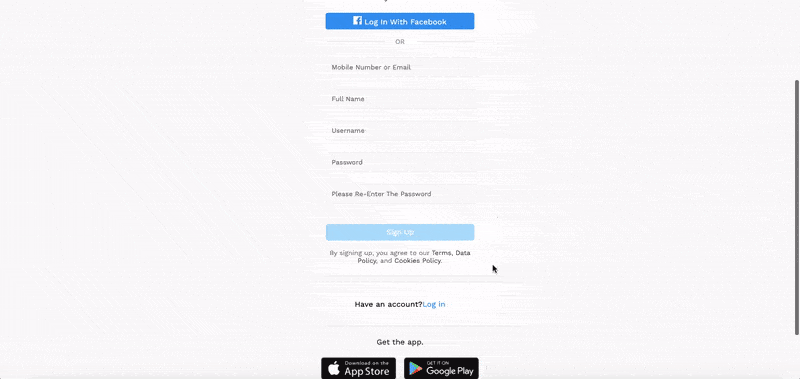 Log In With Facebook
OR
Mobile Number or Email
Full Name
Username
Password
Please Re-Enter The Password
Sign Up
By signing up, you agree to our Terms, Data
Policy, and Cookies Policy.
Have an account?Log in
Get the app.
Download on the
App Store
GET IT ON
Google Play